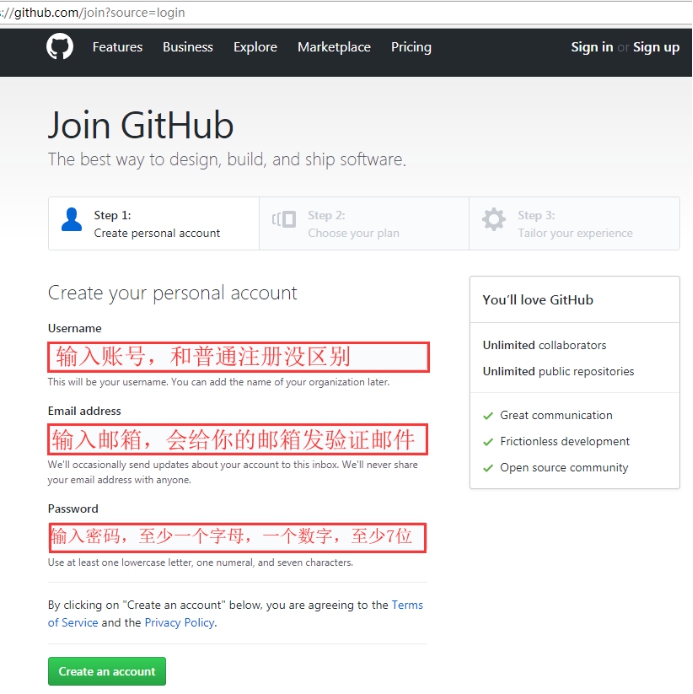 ://github.com/join?source=login
Features Business Explore Marketplace Pricing Sign in or Sign up
Join GitHub
The best way to design, build, and ship software.
Step 1:
Create personal account
Step 2:
Choose your plan
Step 3:
Tailor your experience
Create your personal account
Username
输入账号，和普通注册没区别
This will be your username. You can add the name of your organization later.
Email address
输入邮箱，会给你的邮箱发验证邮件
We'll occasionally send updates about your account to this inbox. We'll never share
your email address with anyone.
Password
输入密码，至少一个字母，一个数字，至少7位
Use at least one lowercase letter, one numeral, and seven characters.
By clicking on "Create an account" below, you are agreeing to the Terms
of Service and the Privacy Policy.
Create an account
You'll love GitHub
Unlimited collaborators
Unlimited public repositories
Great communication
Frictionless development
Open source community